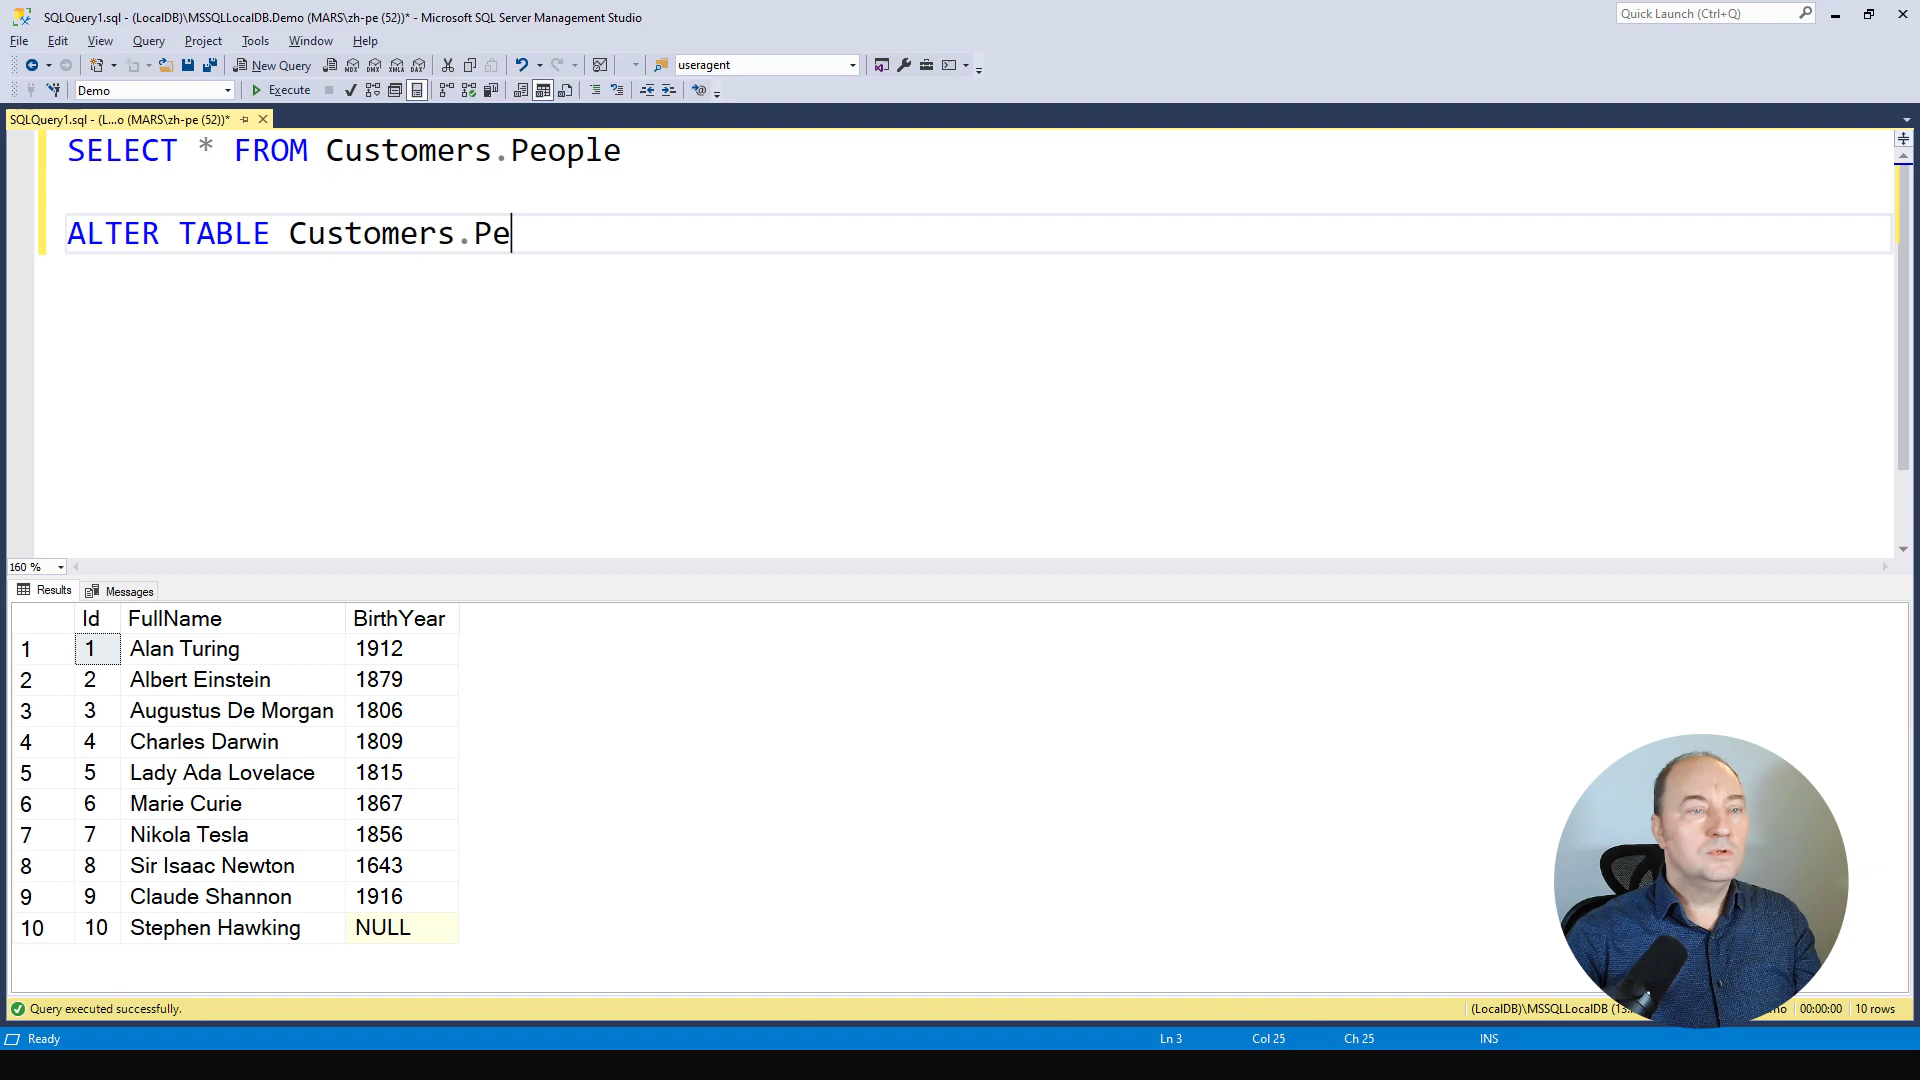 SQLQuery1.sql - (LocalDB)\MSSQLLocalDB.Demo (MARS\zh-pe (52))* - Microsoft SQL Server Management Studio
Quick Launch (Ctrl+Q)
File Edit View Query Project Tools Window Help
New Query MDX DMX XMLA DAX useragent
Demo Execute
SQLQuery1.sql - (L...o (MARS\zh-pe (52))*
SELECT * FROM Customers.People
ALTER TABLE Customers.Pe
160 %
Results Messages
Id FullName BirthYear
1 1 Alan Turing 1912
2 2 Albert Einstein 1879
3 3 Augustus De Morgan 1806
4 4 Charles Darwin 1809
5 5 Lady Ada Lovelace 1815
6 6 Marie Curie 1867
7 7 Nikola Tesla 1856
8 8 Sir Isaac Newton 1643
9 9 Claude Shannon 1916
10 10 Stephen Hawking NULL
Query executed successfully. (LocalDB)\MSSQLLocalDB 00:00:00 10 rows
Ready Ln 3 Col 25 Ch 25 INS